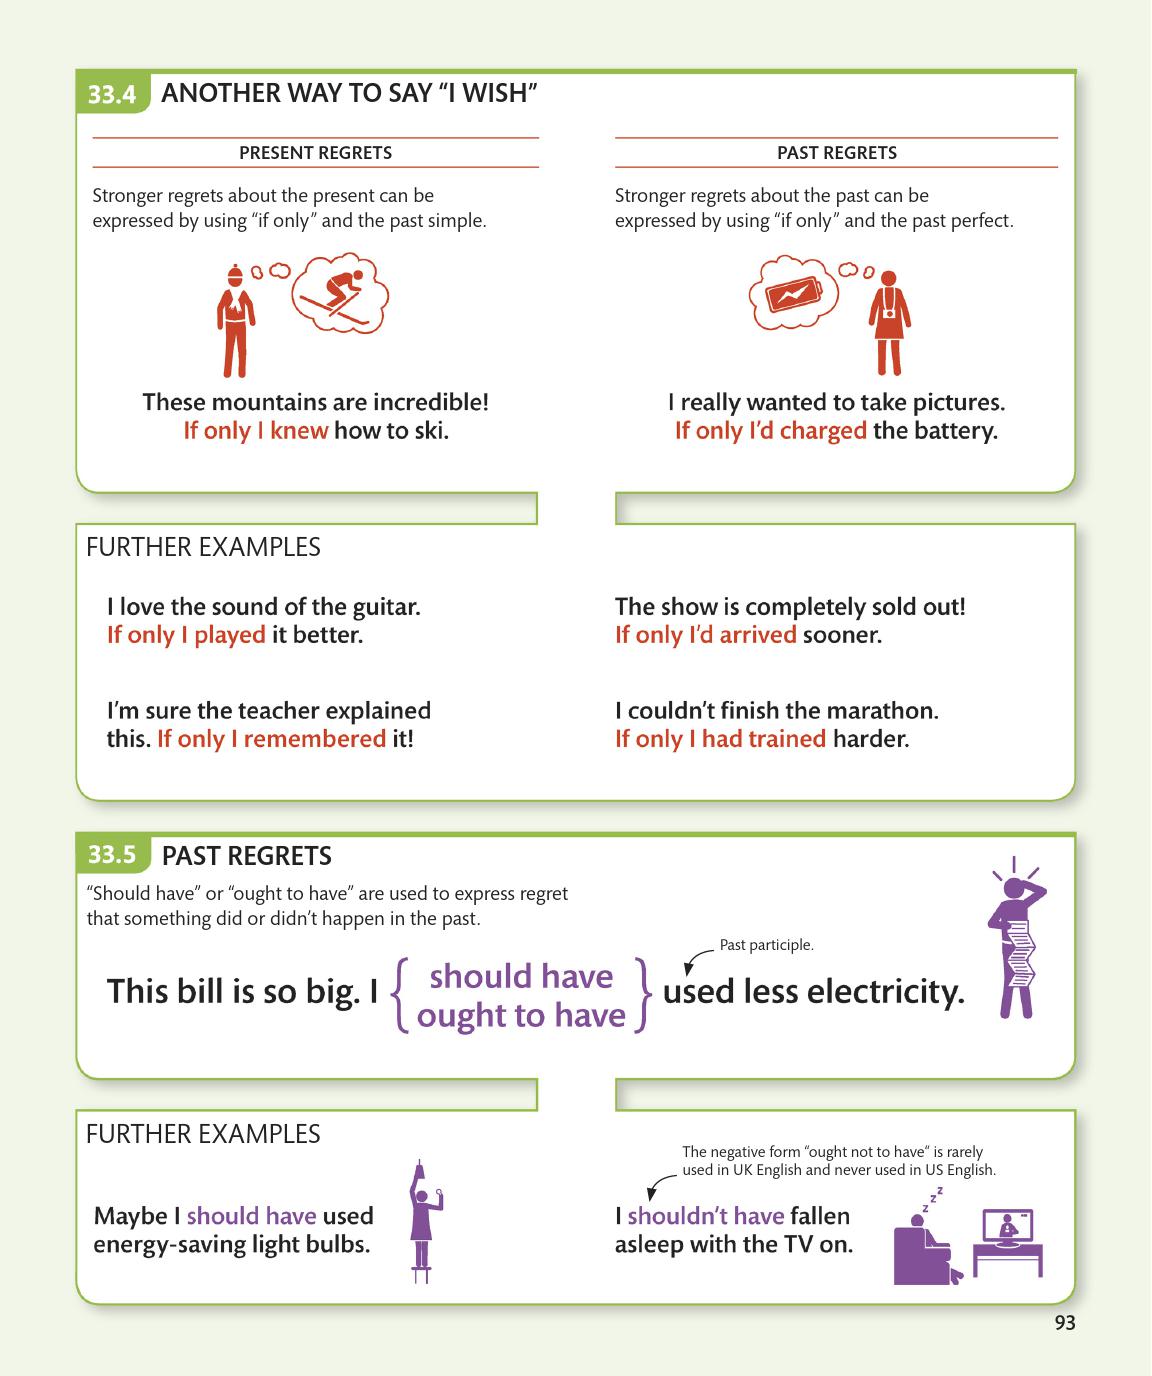 33.4 ANOTHER WAY TO SAY “I WISH”
PRESENT REGRETS
Stronger regrets about the present can be
expressed by using “if only” and the past simple.
These mountains are incredible!
If only I knew how to ski.
PAST REGRETS
Stronger regrets about the past can be
expressed by using “if only” and the past perfect.
I really wanted to take pictures.
If only I’d charged the battery.
FURTHER EXAMPLES
I love the sound of the guitar.
If only I played it better.
The show is completely sold out!
If only I’d arrived sooner.
I’m sure the teacher explained
this. If only I remembered it!
I couldn’t finish the marathon.
If only I had trained harder.
33.5 PAST REGRETS
“Should have” or “ought to have” are used to express regret
that something did or didn’t happen in the past.
Past participle.
This bill is so big. I { should have
ought to have } used less electricity.
FURTHER EXAMPLES
Maybe I should have used
energy-saving light bulbs.
The negative form “ought not to have“ is rarely
used in UK English and never used in US English.
I shouldn’t have fallen
asleep with the TV on.
z z z
93